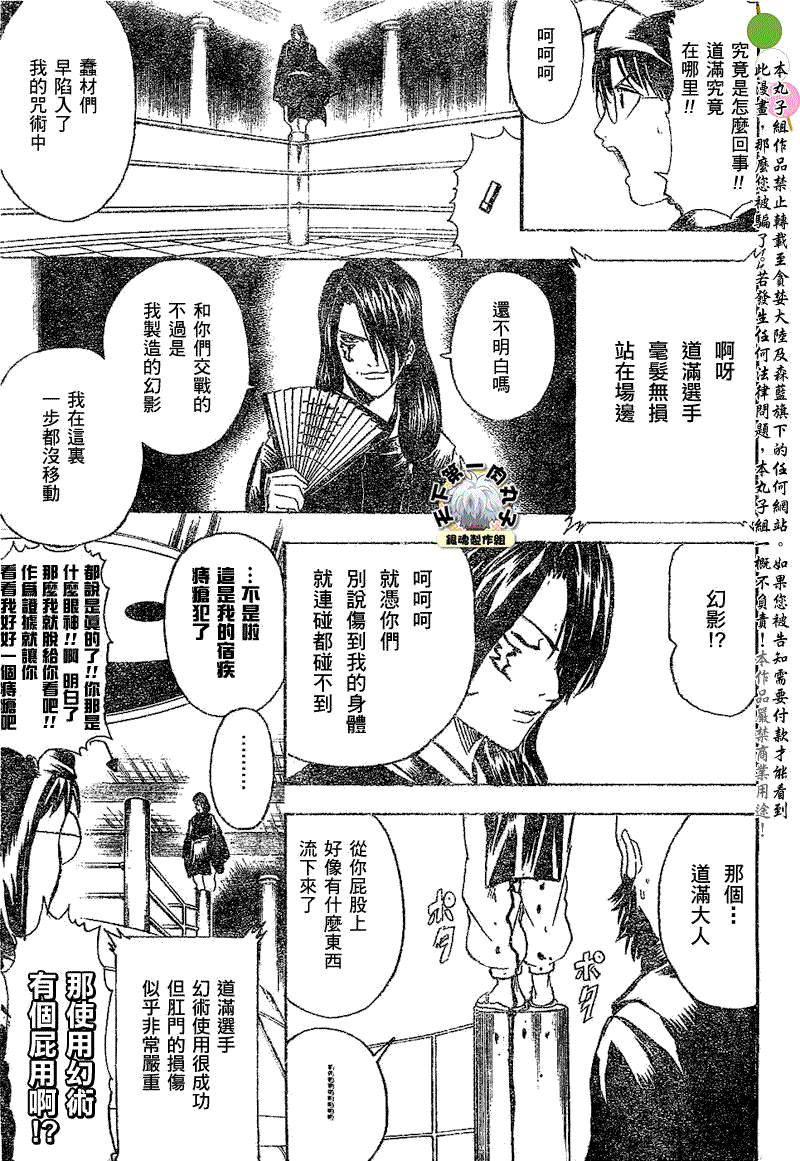 究竟是怎麼回事!!
道滿究竟
在哪里!!
呵呵呵
蠢材們
早陷入了
我的咒術中
!
啊呀
道滿選手
毫髮無損
站在場邊
還不明白嗎
和你們交戰的
不過是
我製造的幻影
我在這裏
一步都沒移動
幻影!?
呵呵呵
就憑你們
別說傷到我的身體
就連碰都碰不到
那個…
道滿大人
從你屁股上
好像有什麼東西
流下來了
ポタ
ポタ
…不是啦
這是我的宿疾
痔瘡犯了
都說是真的了!!你那是
什麼眼神!!啊 明白了
那麼我就脫給你看吧!!
作爲證據就讓你
看看我好好一個痔瘡吧
………
道滿選手
幻術使用很成功
但肛門的損傷
似乎非常嚴重
那使用幻術
有個屁用啊!?
天下第一肉丸子
銀魂製作組
本丸子組作品禁止轉載至貪婪大陸及森藍旗下的任何網站。如果您被告知需要付款才能看到
此漫畫，那麼您被騙了。若發生任何法律問題，本丸子組一概不負責！本作品嚴禁商業用途！